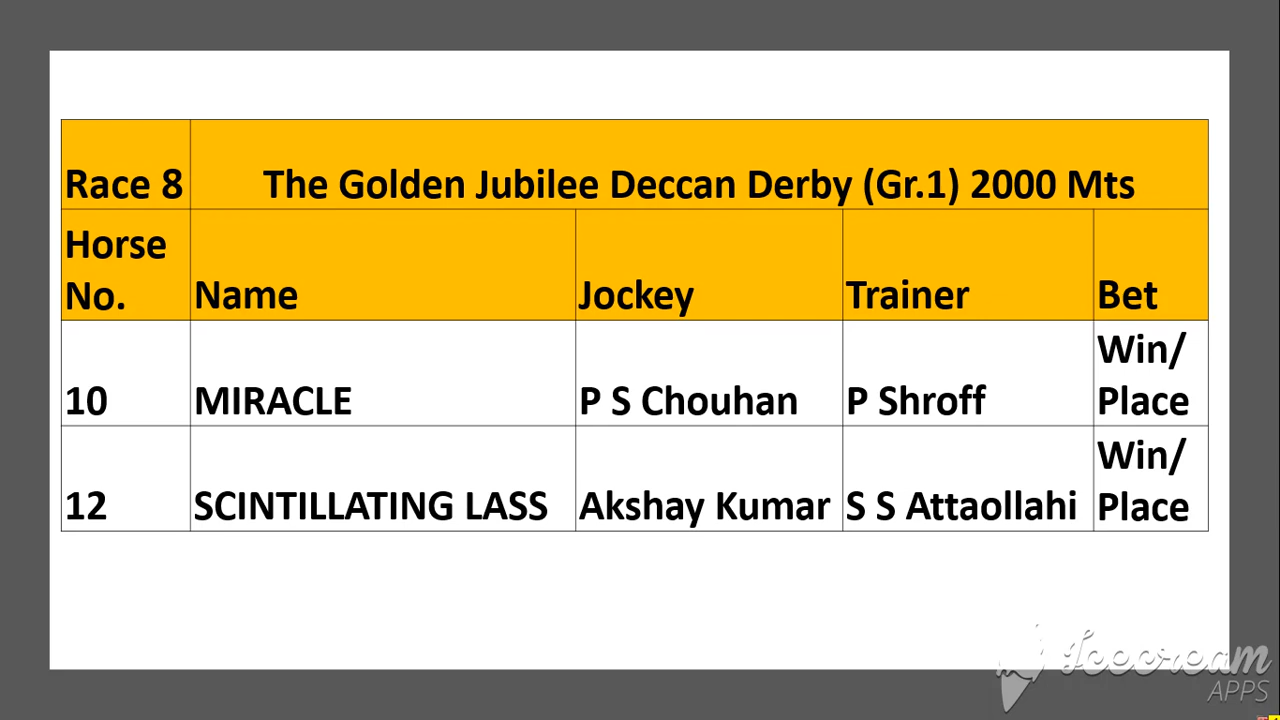 Race 8 The Golden Jubilee Deccan Derby (Gr.1) 2000 Mts
Horse
No. Name Jockey Trainer Bet
Win/
10 MIRACLE P S Chouhan P Shroff Place
Win/
12 SCINTILLATING LASS Akshay Kumar S S Attaollahi Place
Icecream
APPS